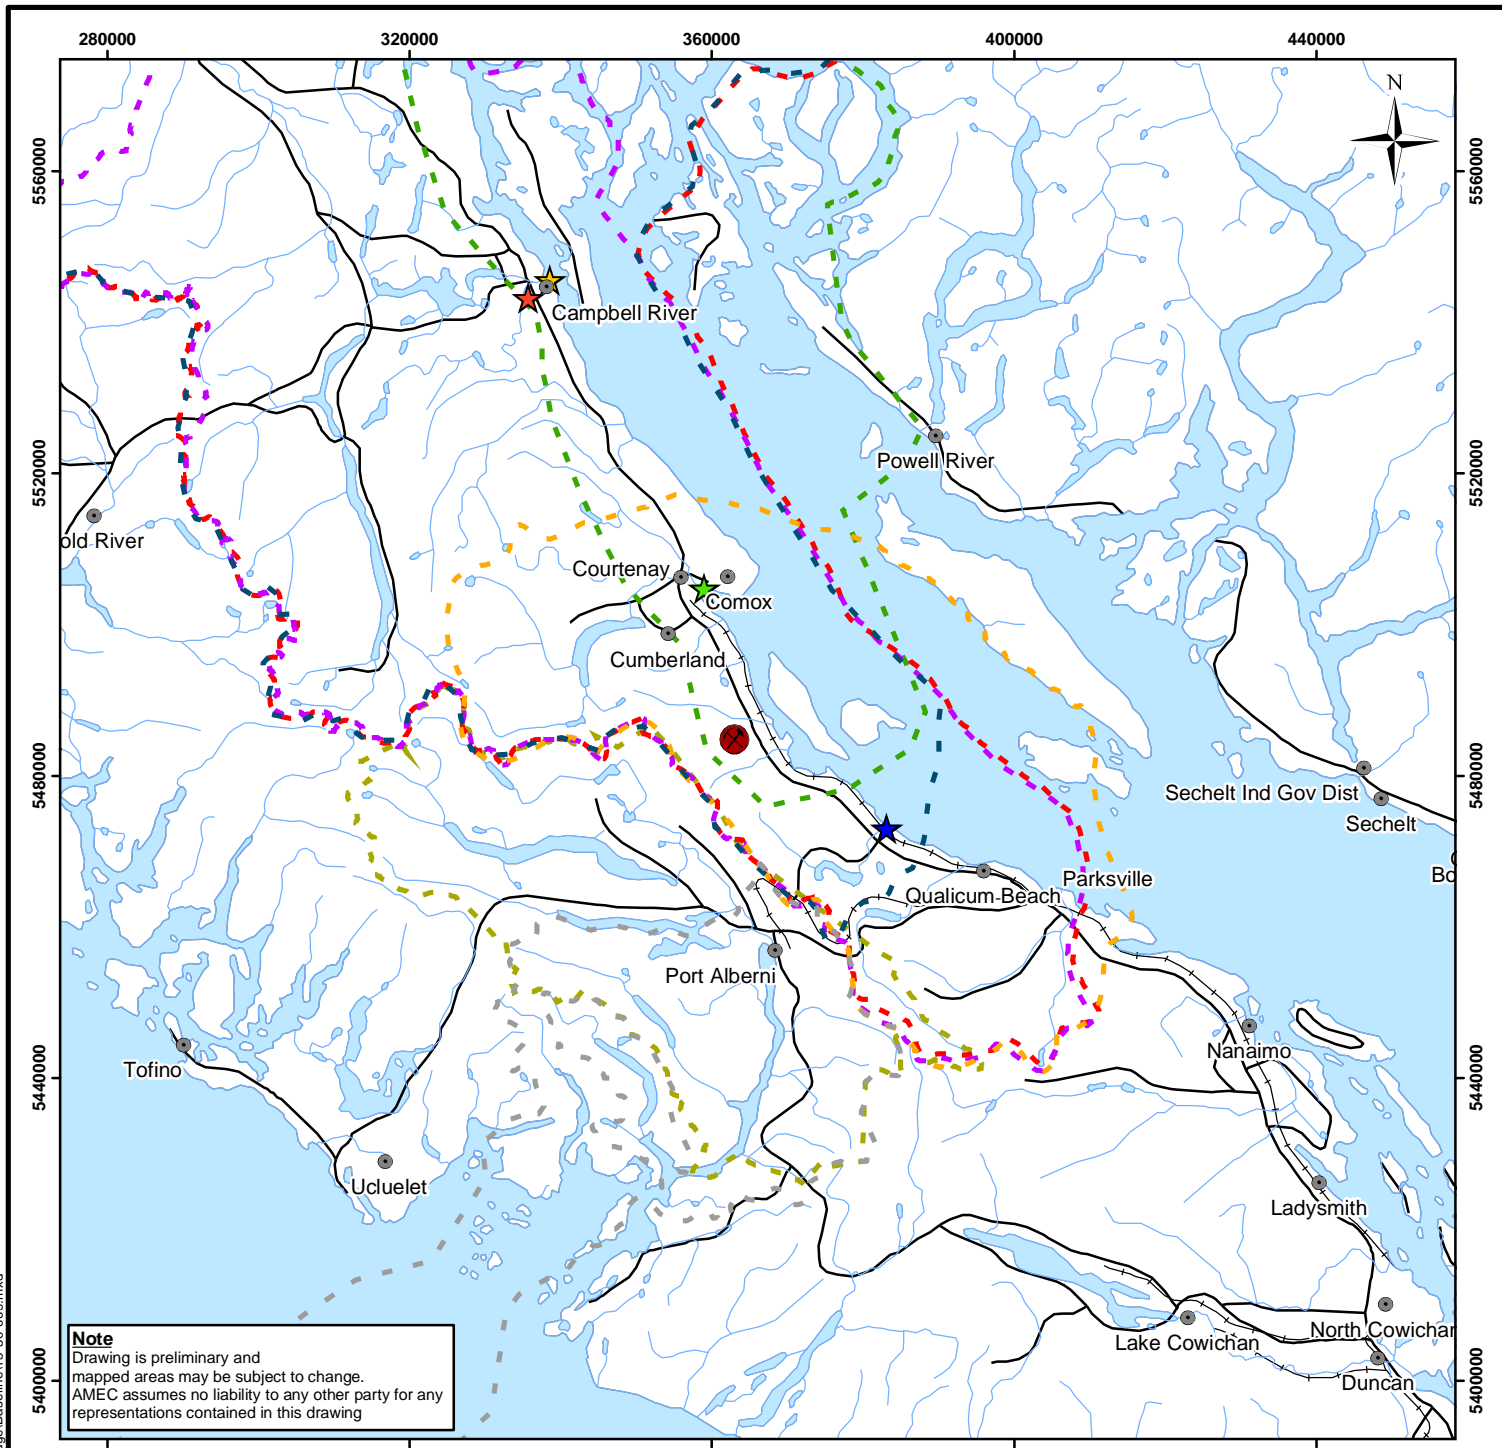 280000
320000
360000
400000
440000
N
5560000
5560000
Campbell River
5520000
Powell River
5520000
old River
Courtenay
Comox
Cumberland
5480000
5480000
Sechelt Ind Gov Dist
Sechelt
Parksville
Qualicum Beach
Port Alberni
Nanaimo
Tofino
5440000
5440000
Ucluelet
Ladysmith
North Cowichan
Lake Cowichan
Duncan
5400000
5400000
Note
Drawing is preliminary and
mapped areas may be subject to change.
AMEC assumes no liability to any other party for any
representations contained in this drawing